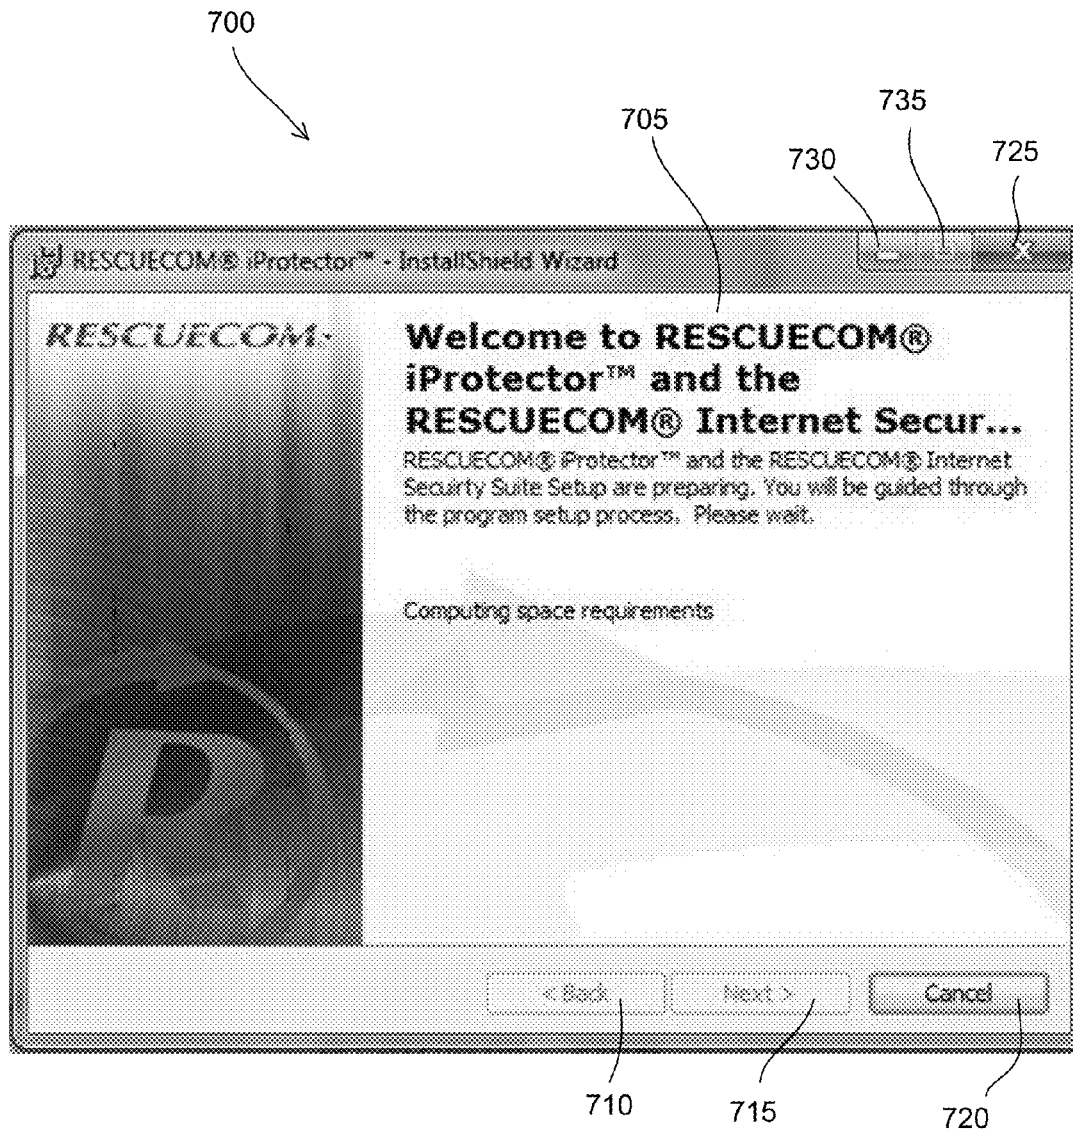 700
705
735
730
725
RESCUECOM® iProtector™ - InstallShield Wizard
RESCUECOM
Welcome to RESCUECOM®
iProtector™ and the
RESCUECOM® Internet Secur...
RESCUECOM® iProtector™ and the RESCUECOM® Internet
Secuirty Suite Setup are preparing. You will be guided through
the program setup process. Please wait.
Computing space requirements
< Back
Next >
Cancel
710
715
720